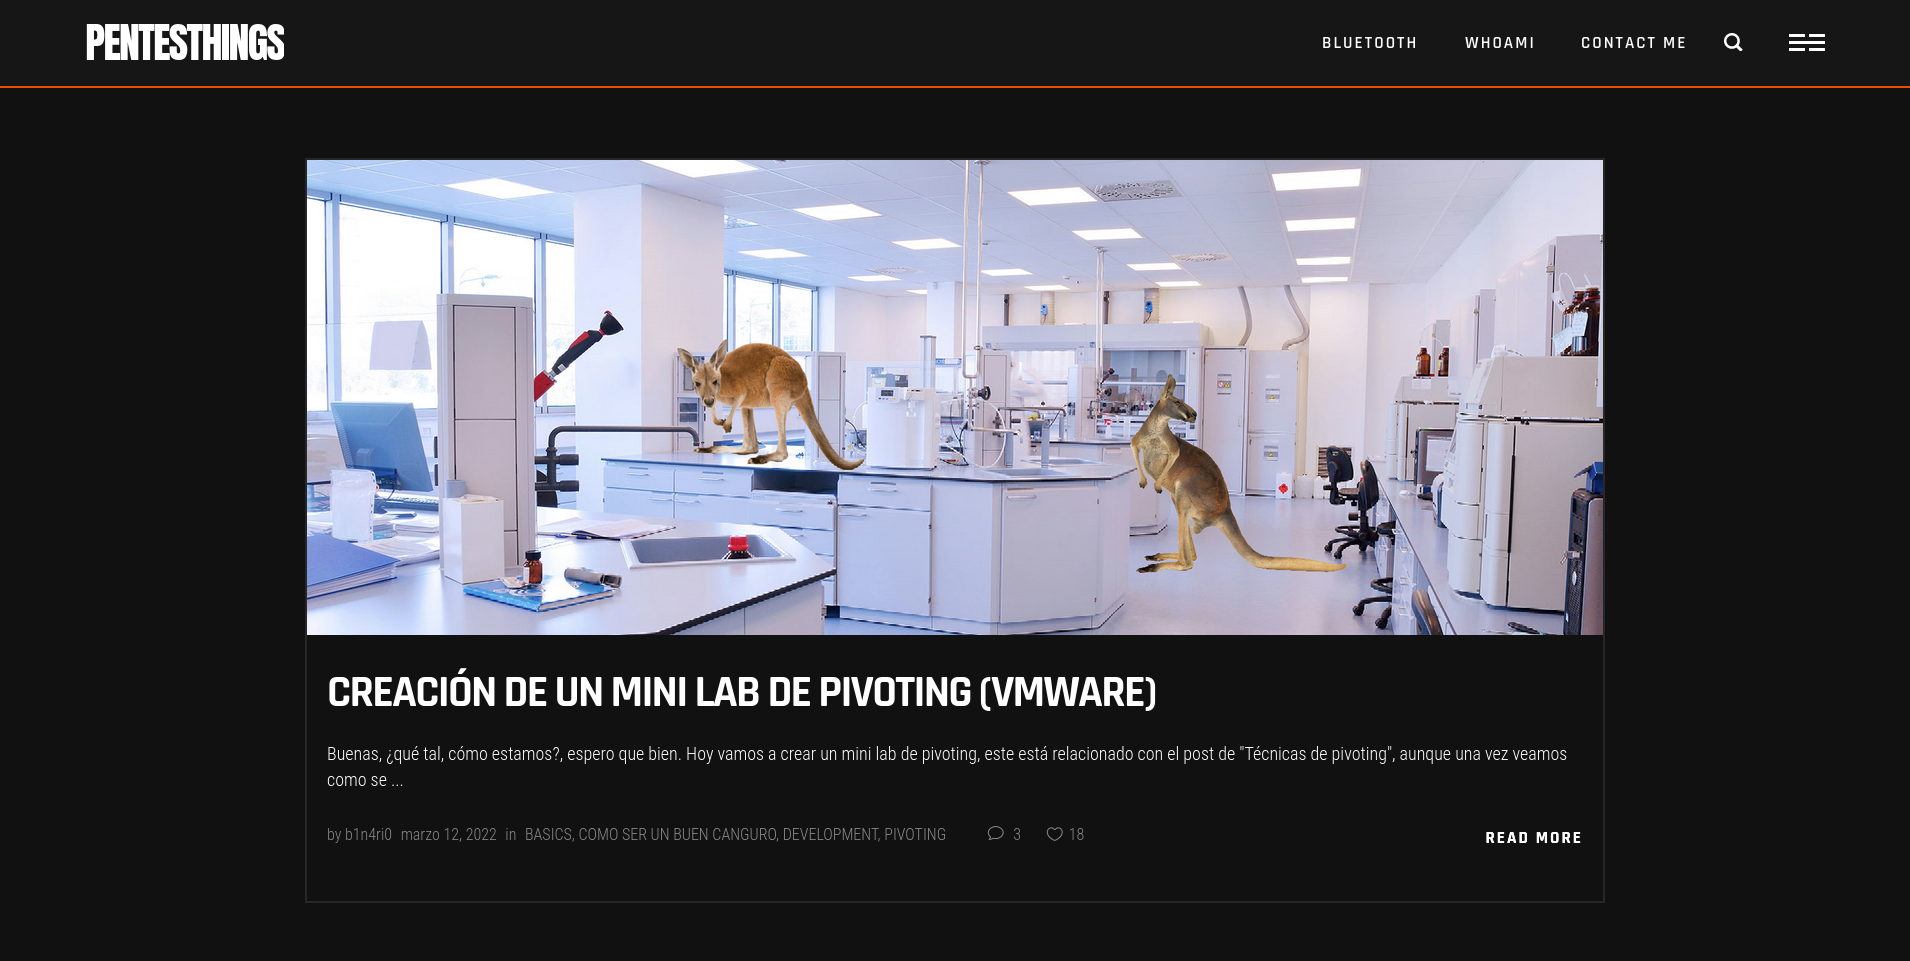 PENTESTHINGS
BLUETOOTH WHOAMI CONTACT ME
CREACIÓN DE UN MINI LAB DE PIVOTING (VMWARE)
Buenas, ¿qué tal, cómo estamos?, espero que bien. Hoy vamos a crear un mini lab de pivoting, este está relacionado con el post de "Técnicas de pivoting", aunque una vez veamos
como se ...
by b1n4ri0 marzo 12, 2022 in BASICS, COMO SER UN BUEN CANGURO, DEVELOPMENT, PIVOTING 3 18
READ MORE